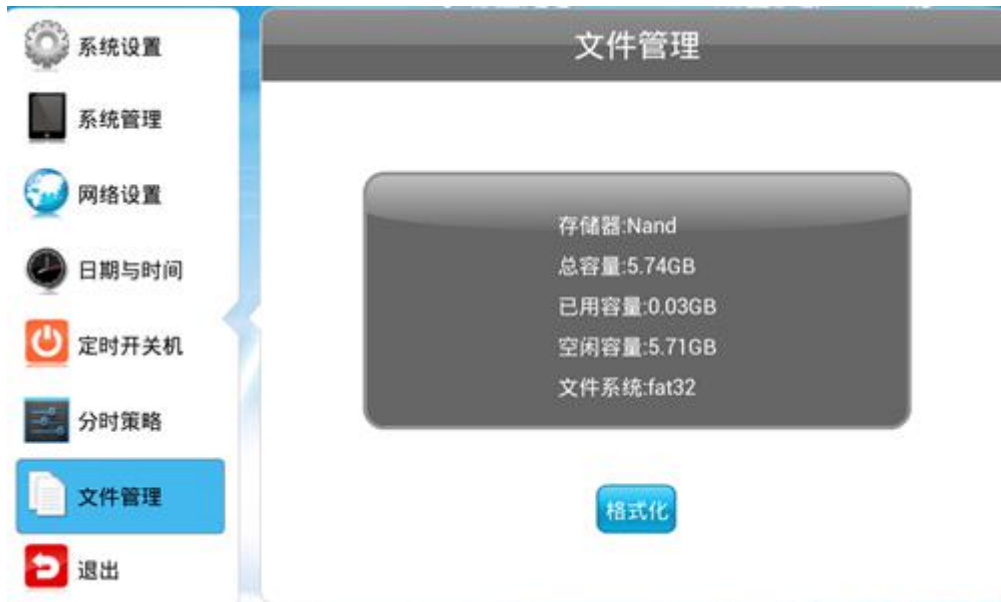 系统设置
系统管理
网络设置
日期与时间
定时开关机
分时策略
文件管理
退出
文件管理
存储器:Nand
总容量:5.74GB
已用容量:0.03GB
空闲容量:5.71GB
文件系统:fat32
格式化